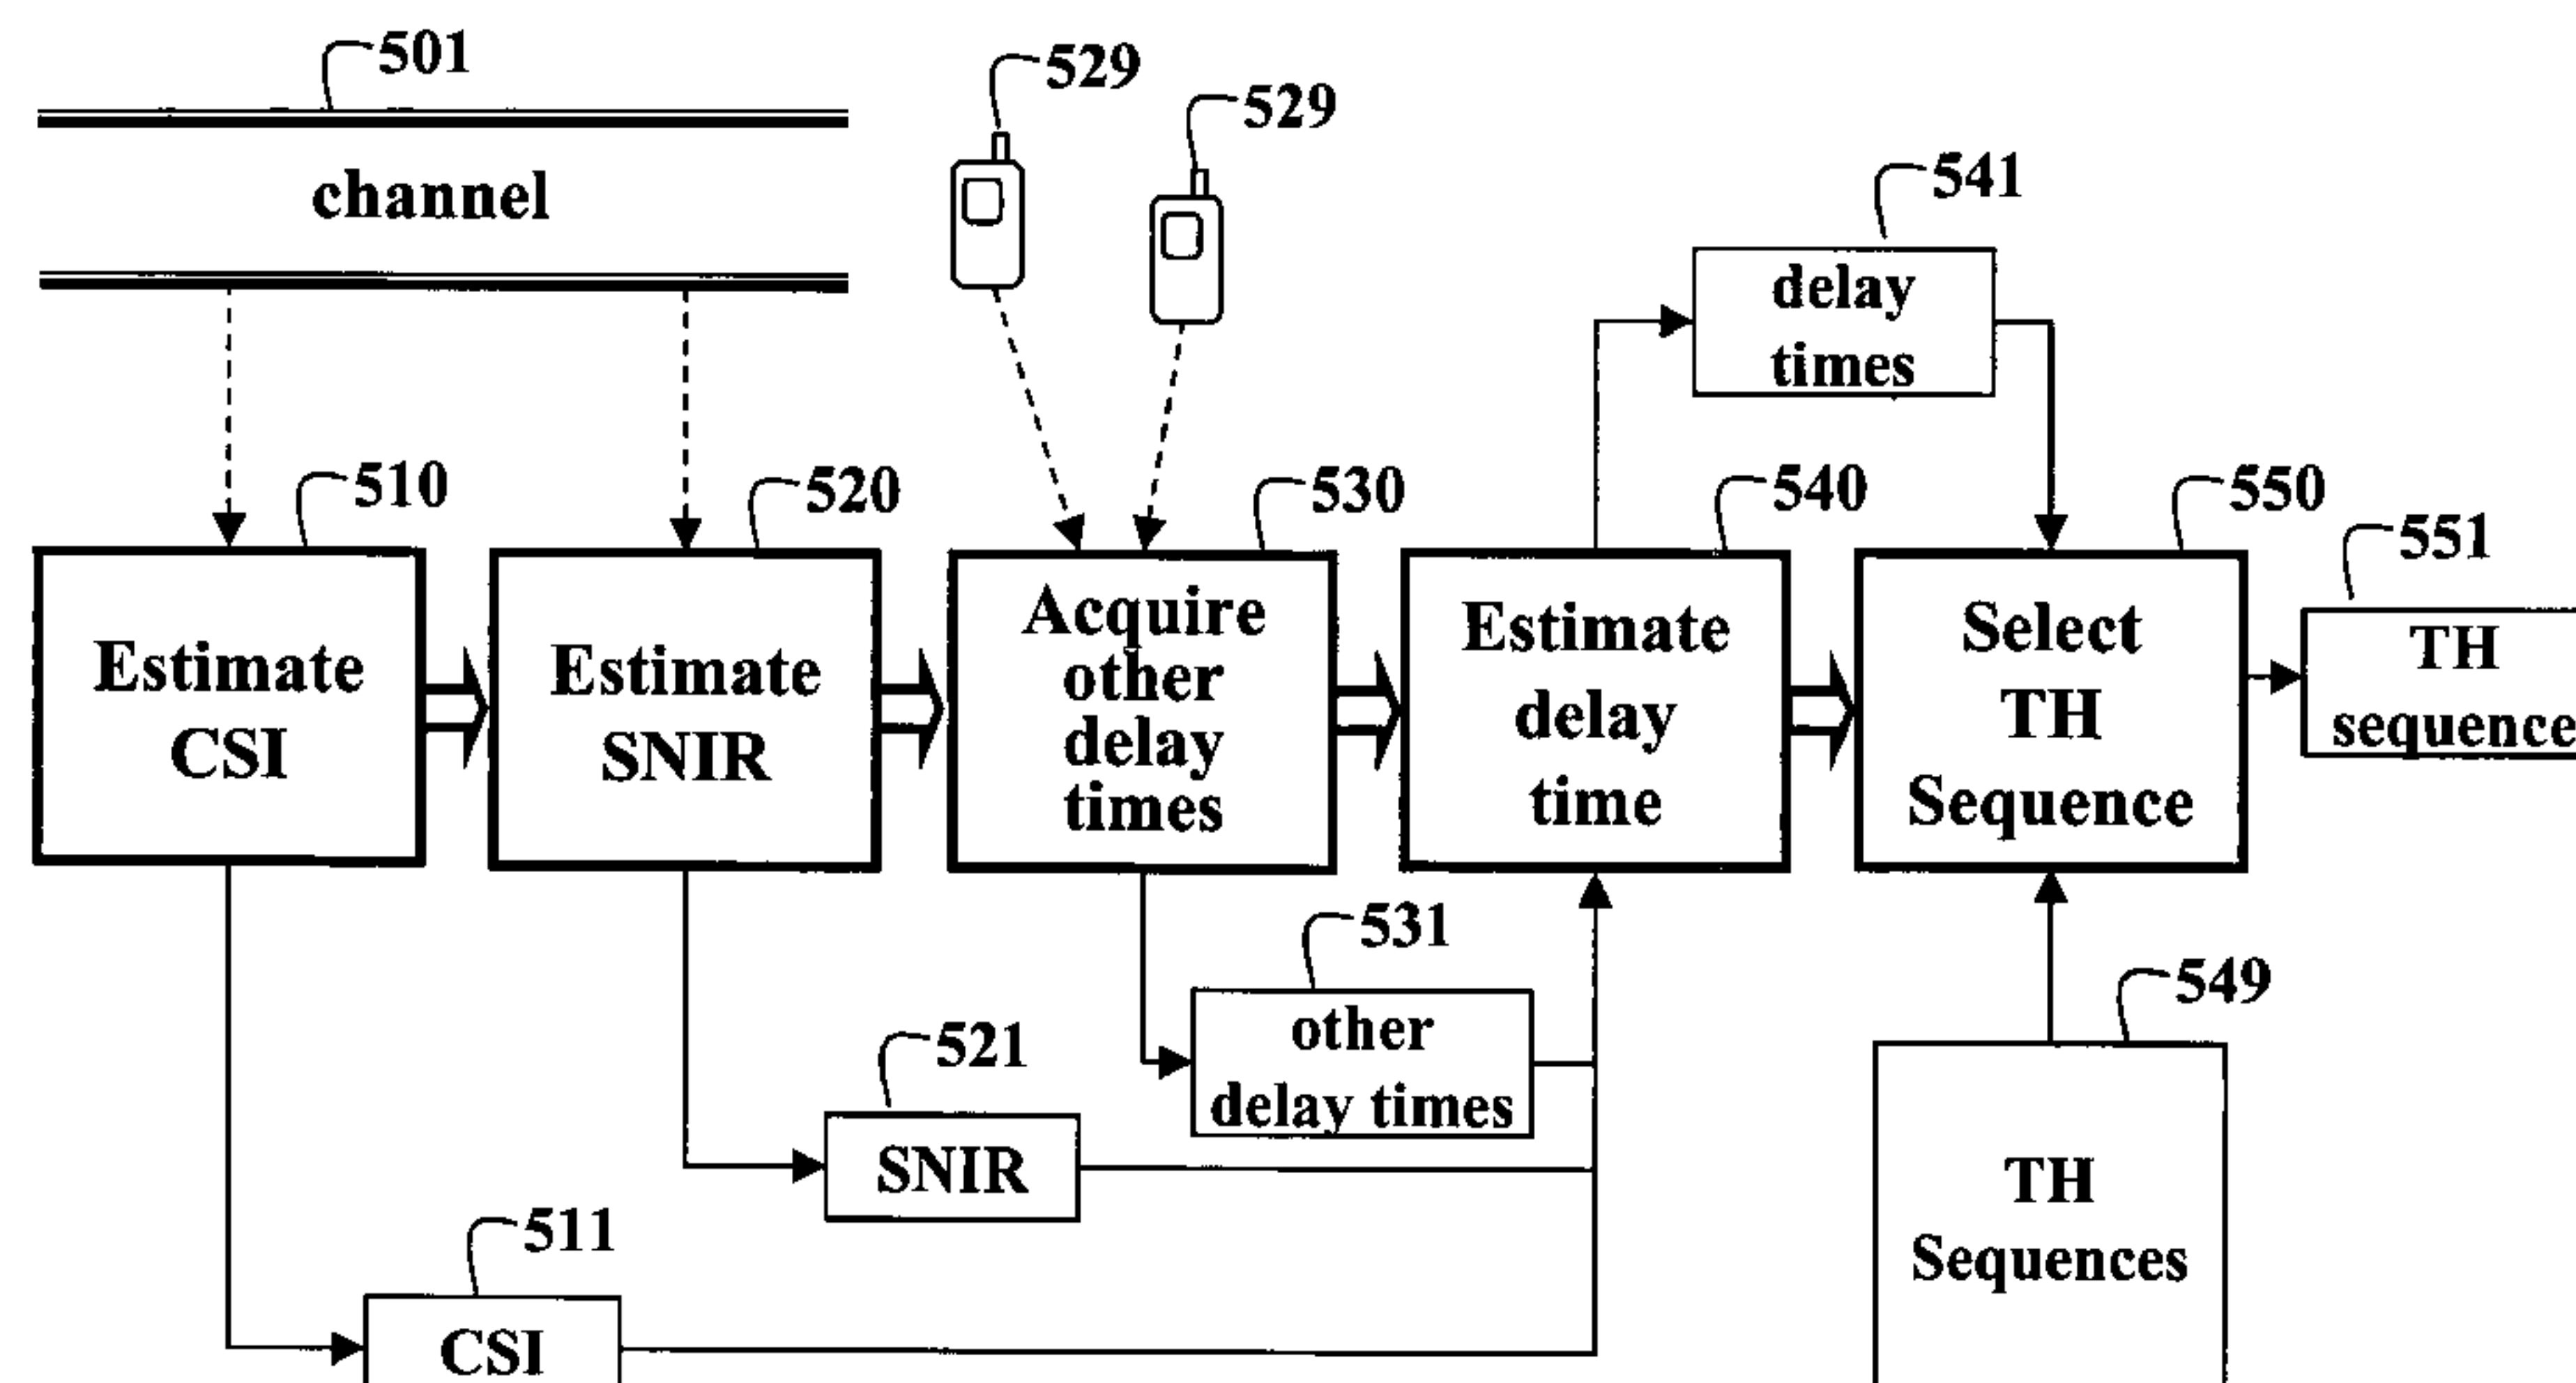 501
529
529
channel
541
delay
times
510
520
530
540
550
551
Estimate
CSI
Estimate
SNIR
Acquire
other
delay
times
Estimate
delay
time
Select
TH
Sequence
TH
sequence
531
other
delay times
549
521
SNIR
TH
Sequences
511
CSI